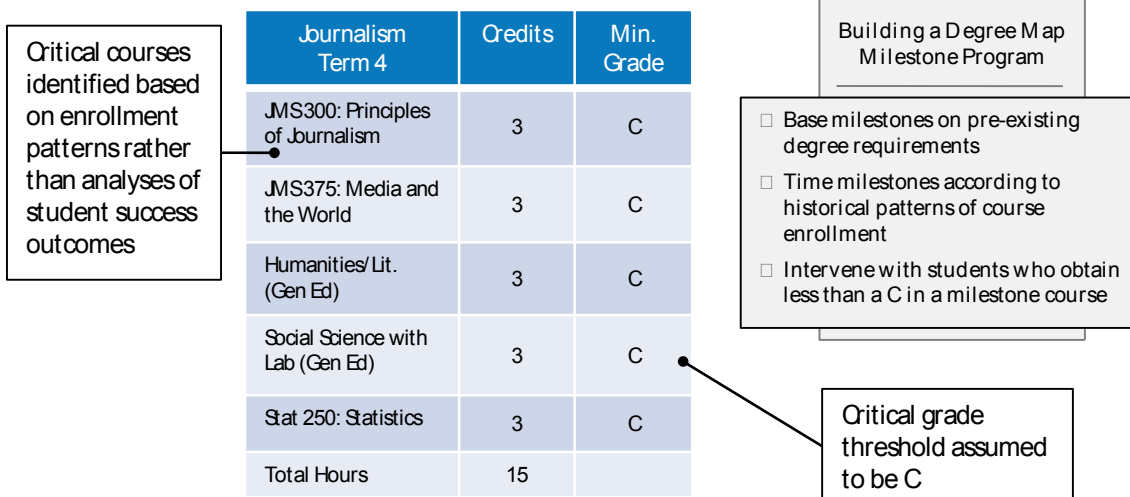 Critical courses
identified based
on enrollment
patterns rather
than analyses of
student success
outcomes
Journalism
Term 4
Credits
Min.
Grade
JMS300: Principles
of Journalism
3
C
JMS375: Media and
the World
3
C
Humanities/Lit.
(Gen Ed)
3
C
Social Science with
Lab (Gen Ed)
3
C
Stat 250: Statistics
3
C
Total Hours
15
Building a Degree Map
Milestone Program
Base milestones on pre-existing
degree requirements
Time milestones according to
historical patterns of course
enrollment
Intervene with students who obtain
less than a C in a milestone course
Critical grade
threshold assumed
to be C